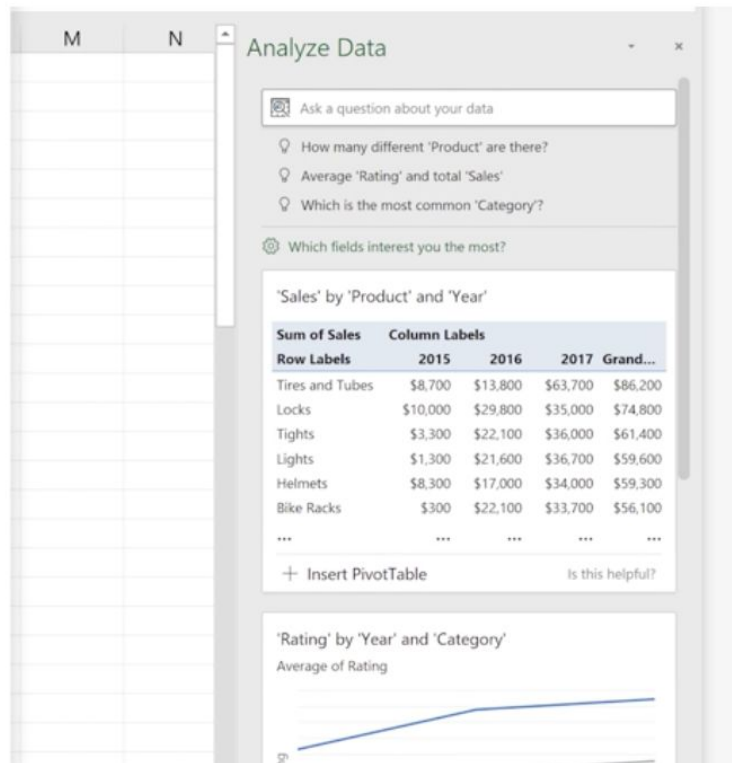 M N
Analyze Data
Ask a question about your data
How many different 'Product' are there?
Average 'Rating' and total 'Sales'
Which is the most common 'Category'?
Which fields interest you the most?
'Sales' by 'Product' and 'Year'
Sum of Sales Column Labels
Row Labels 2015 2016 2017 Grand...
Tires and Tubes $8,700 $13,800 $63,700 $86,200
Locks $10,000 $29,800 $35,000 $74,800
Tights $3,300 $22,100 $36,000 $61,400
Lights $1,300 $21,600 $36,700 $59,600
Helmets $8,300 $17,000 $34,000 $59,300
Bike Racks $300 $22,100 $33,700 $56,100
... ... ... ... ...
+ Insert PivotTable Is this helpful?
'Rating' by 'Year' and 'Category'
Average of Rating